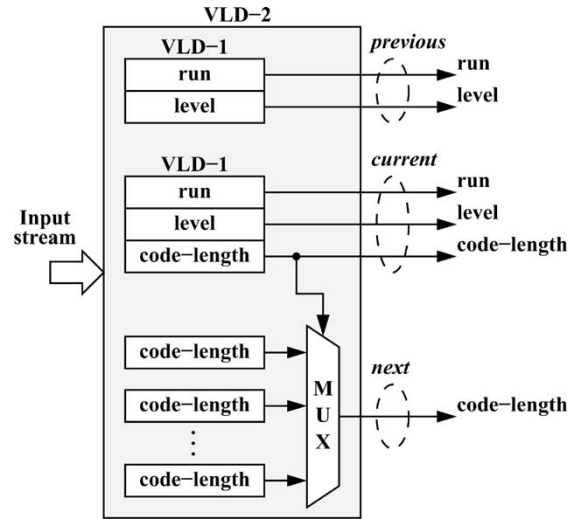 VLD−2
VLD−1
previous
run
run
level
level
VLD−1
current
run
run
level
level
code−length
code−length
Input
stream
code−length
code−length
code−length
MUX
next
code−length